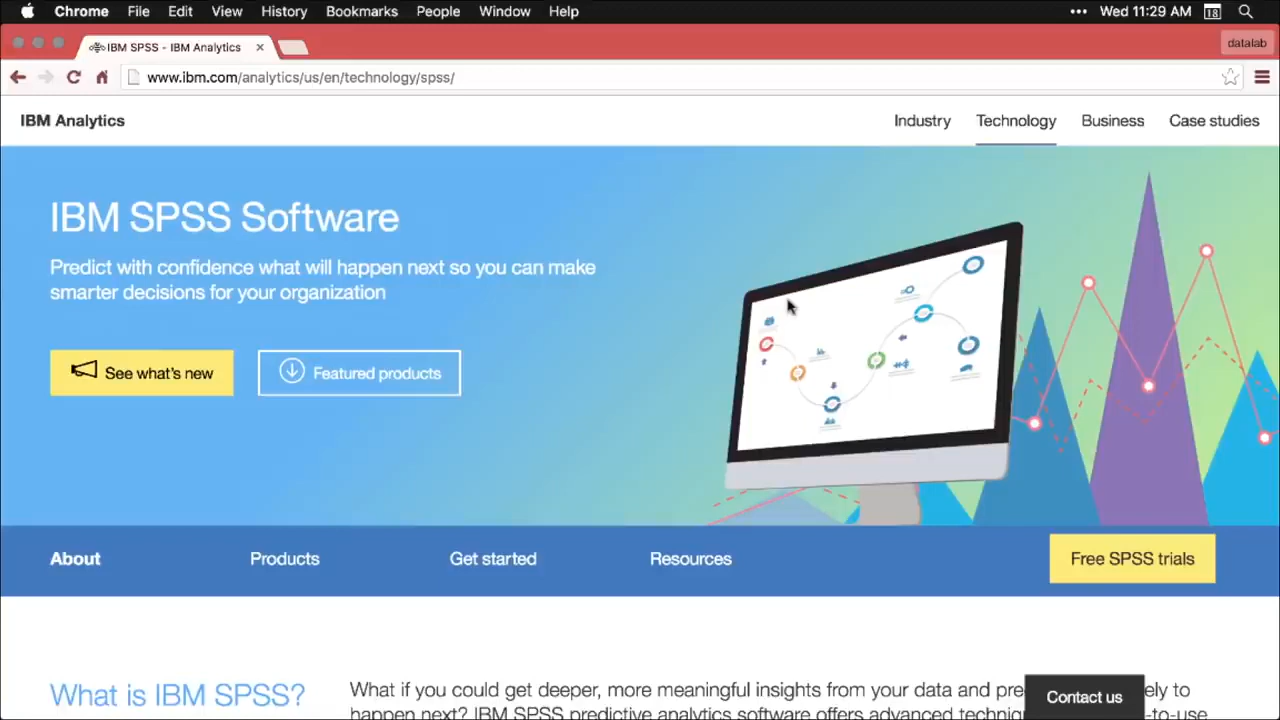 Chrome File Edit View History Bookmarks People Window Help ••• Wed 11:29 AM 18
IBM SPSS - IBM Analytics × datalab
www.ibm.com/analytics/us/en/technology/spss/
IBM Analytics Industry Technology Business Case studies
IBM SPSS Software
Predict with confidence what will happen next so you can make
smarter decisions for your organization
See what's new Featured products
About Products Get started Resources Free SPSS trials
What is IBM SPSS? What if you could get deeper, more meaningful insights from your data and pre ely to
Contact us
happen next? IBM SPSS predictive analytics software offers advanced techniq -to-use